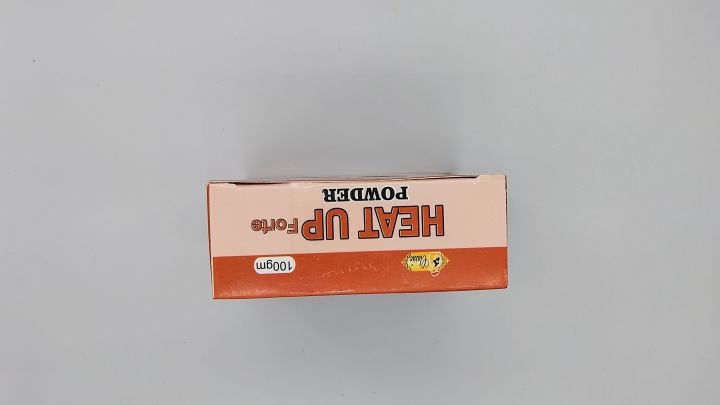 100gm
HEAT UP Forte
POWDER